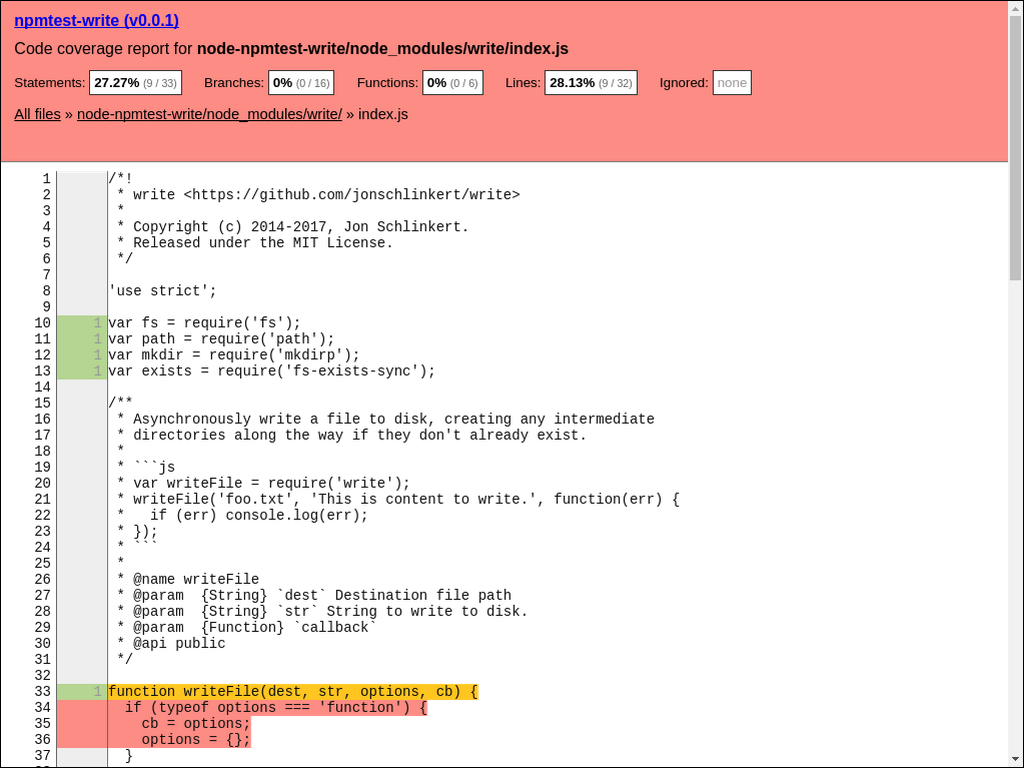 npmtest-write (v0.0.1)
Code coverage report for node-npmtest-write/node_modules/write/index.js
Statements: 27.27% (9 / 33) Branches: 0% (0 / 16) Functions: 0% (0 / 6) Lines: 28.13% (9 / 32) Ignored: none
All files » node-npmtest-write/node_modules/write/ » index.js
1 /*!
2  * write <https://github.com/jonschlinkert/write>
3  *
4  * Copyright (c) 2014-2017, Jon Schlinkert.
5  * Released under the MIT License.
6  */
7
8 'use strict';
9
10 1 var fs = require('fs');
11 1 var path = require('path');
12 1 var mkdir = require('mkdirp');
13 1 var exists = require('fs-exists-sync');
14
15 /**
16  * Asynchronously write a file to disk, creating any intermediate
17  * directories along the way if they don't already exist.
18  *
19  * ```js
20  * var writeFile = require('write');
21  * writeFile('foo.txt', 'This is content to write.', function(err) {
22  *   if (err) console.log(err);
23  * });
24  * ```
25  *
26  * @name writeFile
27  * @param  {String} `dest` Destination file path
28  * @param  {String} `str` String to write to disk.
29  * @param  {Function} `callback`
30  * @api public
31  */
32
33 1 function writeFile(dest, str, options, cb) {
34   if (typeof options === 'function') {
35     cb = options;
36     options = {};
37   }